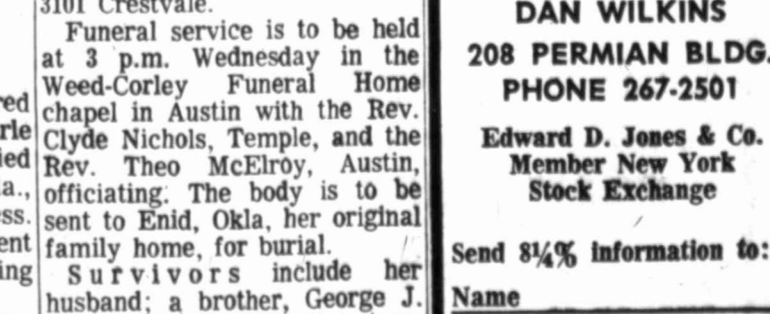 3101 Crestvale.
Funeral service is to be held
at 3 p.m. Wednesday in the
Weed-Corley Funeral Home
chapel in Austin with the Rev.
Clyde Nichols, Temple, and the
Rev. Theo McElroy, Austin,
officiating. The body is to be
sent to Enid, Okla, her original
family home, for burial.
Survivors include her
husband; a brother, George J.
DAN WILKINS
208 PERMIAN BLDG.
PHONE 267-2501
Edward D. Jones & Co.
Member New York
Stock Exchange
Send 8¼% information to:
Name